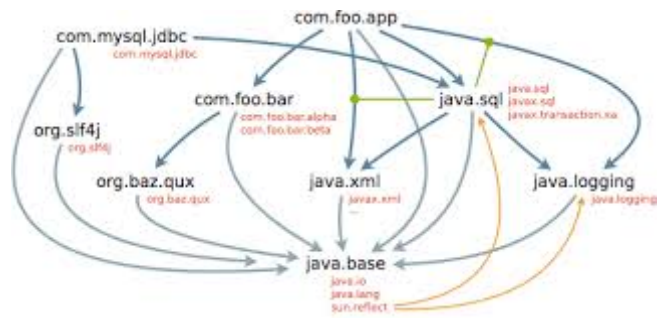 com.foo.app
com.mysql.jdbc
com.mysql.jdbc
com.foo.bar
com.foo.bar.alpha
com.foo.bar.beta
java.sql
java.sql
javax.sql
javax.transaction.xa
org.slf4j
org.slf4j
org.baz.qux
org.baz.qux
java.xml
javax.xml
...
java.logging
java.logging
java.base
java.io
java.lang
sun.reflect